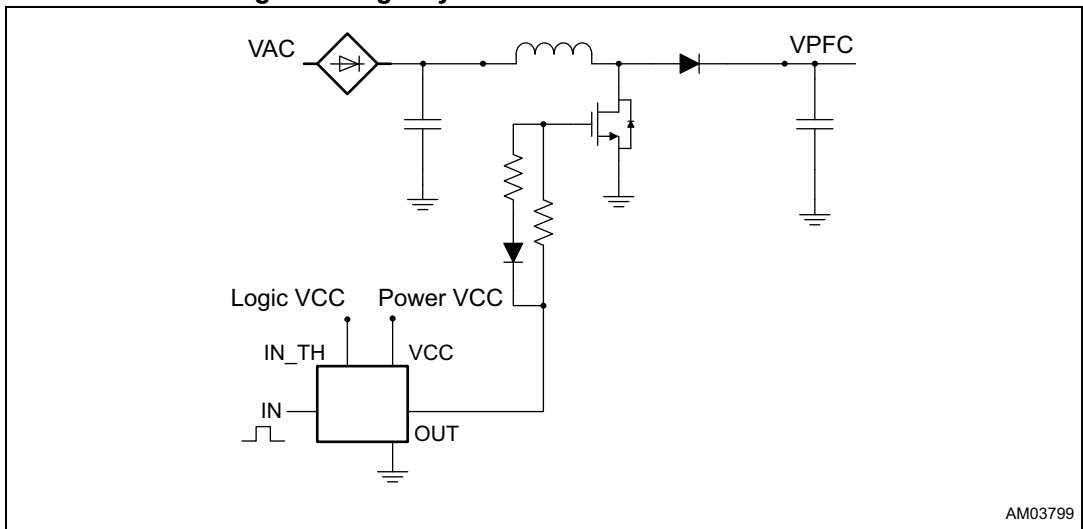 VAC
VPFC
Logic VCC
Power VCC
IN_TH
VCC
IN
OUT
AM03799